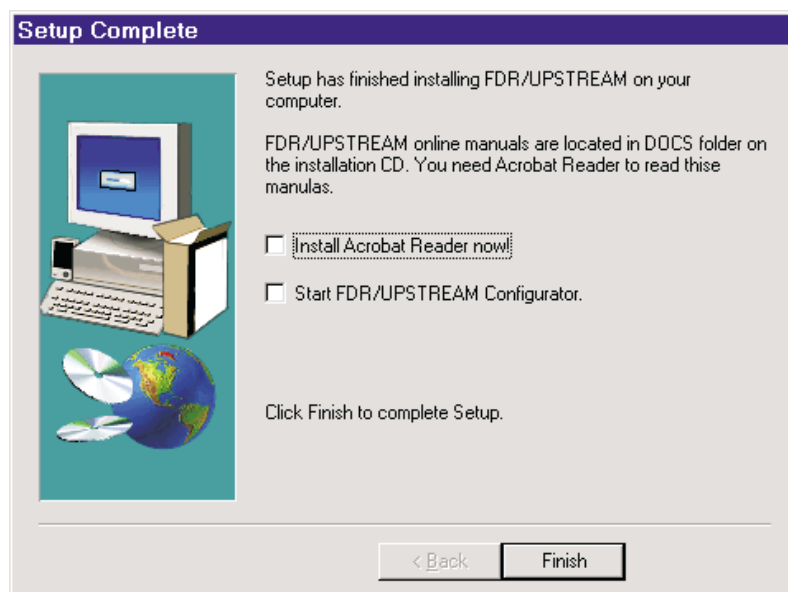 Setup Complete
Setup has finished installing FDR/UPSTREAM on your
computer.
FDR/UPSTREAM online manuals are located in DOCS folder on
the installation CD. You need Acrobat Reader to read thise
manulas.
Install Acrobat Reader now!
Start FDR/UPSTREAM Configurator.
Click Finish to complete Setup.
< Back
Finish